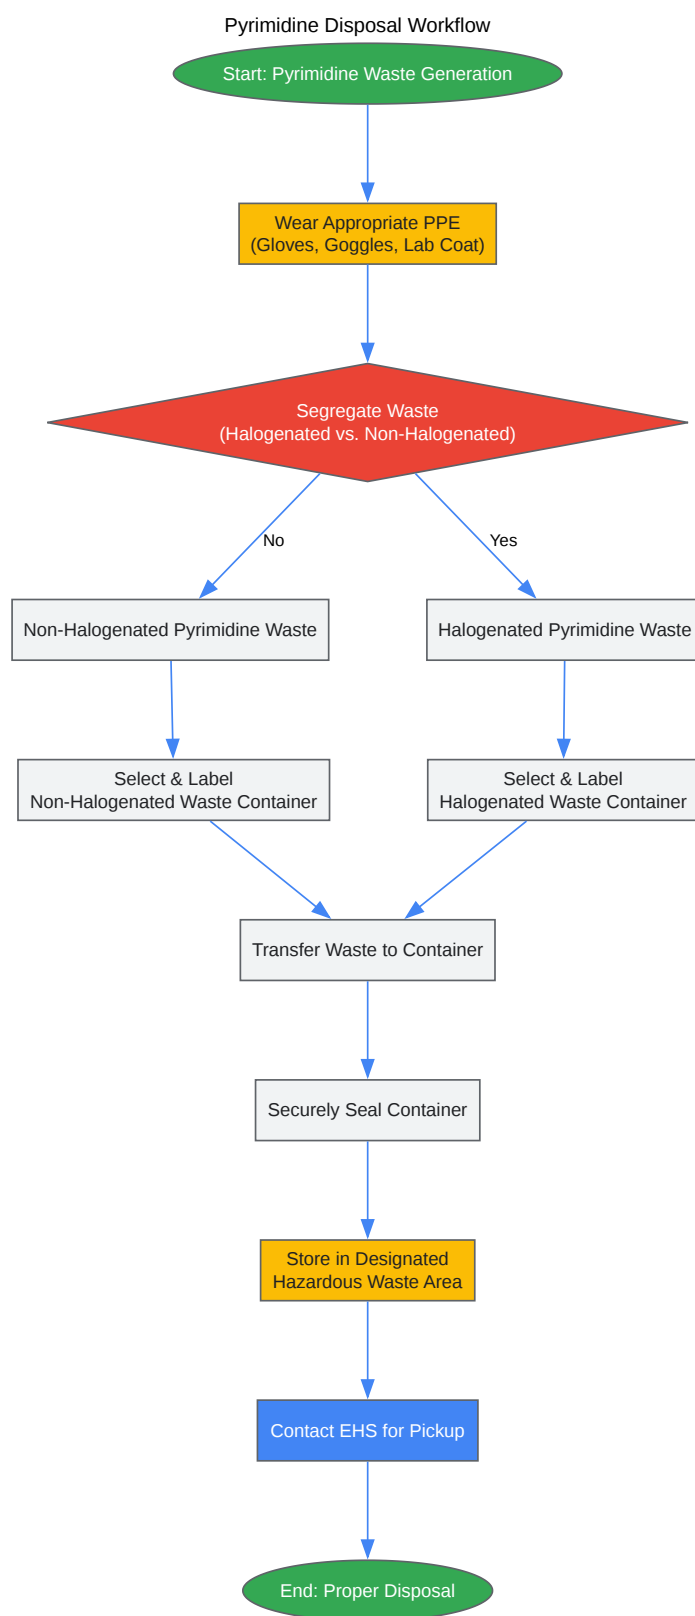 Pyrimidine Disposal Workflow
Start: Pyrimidine Waste Generation
Wear Appropriate PPE
(Gloves, Goggles, Lab Coat)
Segregate Waste
(Halogenated vs. Non-Halogenated)
No
Yes
Non-Halogenated Pyrimidine Waste
Halogenated Pyrimidine Waste
Select & Label
Non-Halogenated Waste Container
Select & Label
Halogenated Waste Container
Transfer Waste to Container
Securely Seal Container
Store in Designated
Hazardous Waste Area
Contact EHS for Pickup
End: Proper Disposal